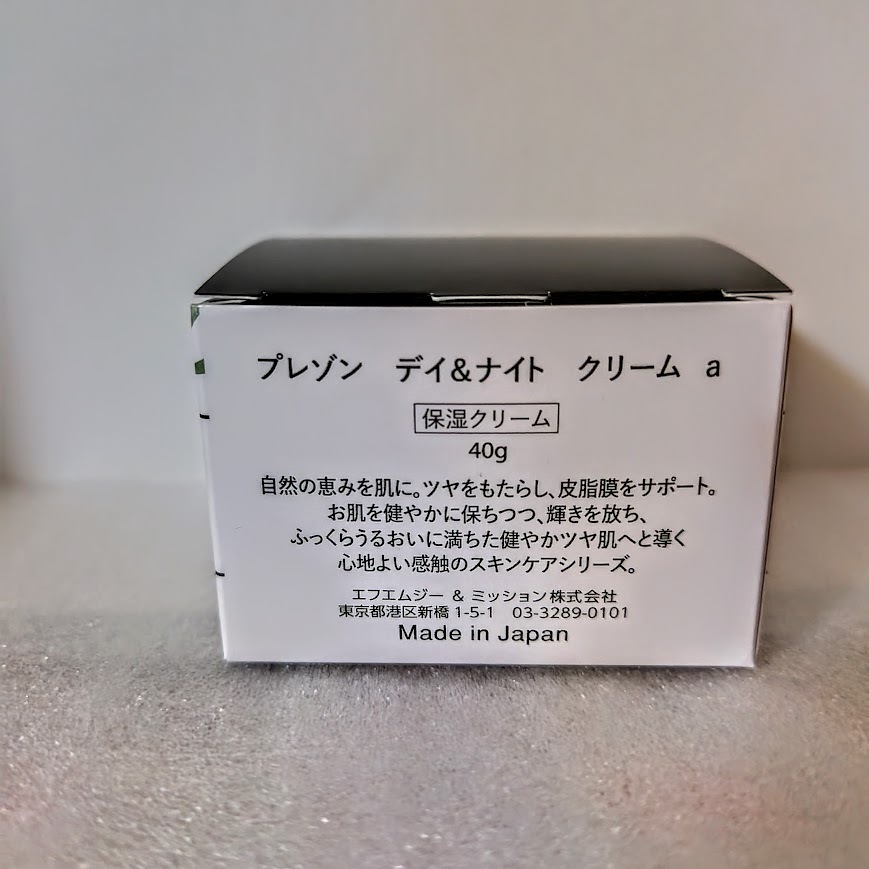 プレゾン デイ&ナイト クリーム a
保湿クリーム
40g
自然の恵みを肌に。ツヤをもたらし、皮脂膜をサポート。
お肌を健やかに保ちつつ、輝きを放ち、
ふっくらうるおいに満ちた健やかツヤ肌へと導く
心地よい感触のスキンケアシリーズ。
エフエムジー & ミッション株式会社
東京都港区新橋 1-5-1 03-3289-0101
Made in Japan